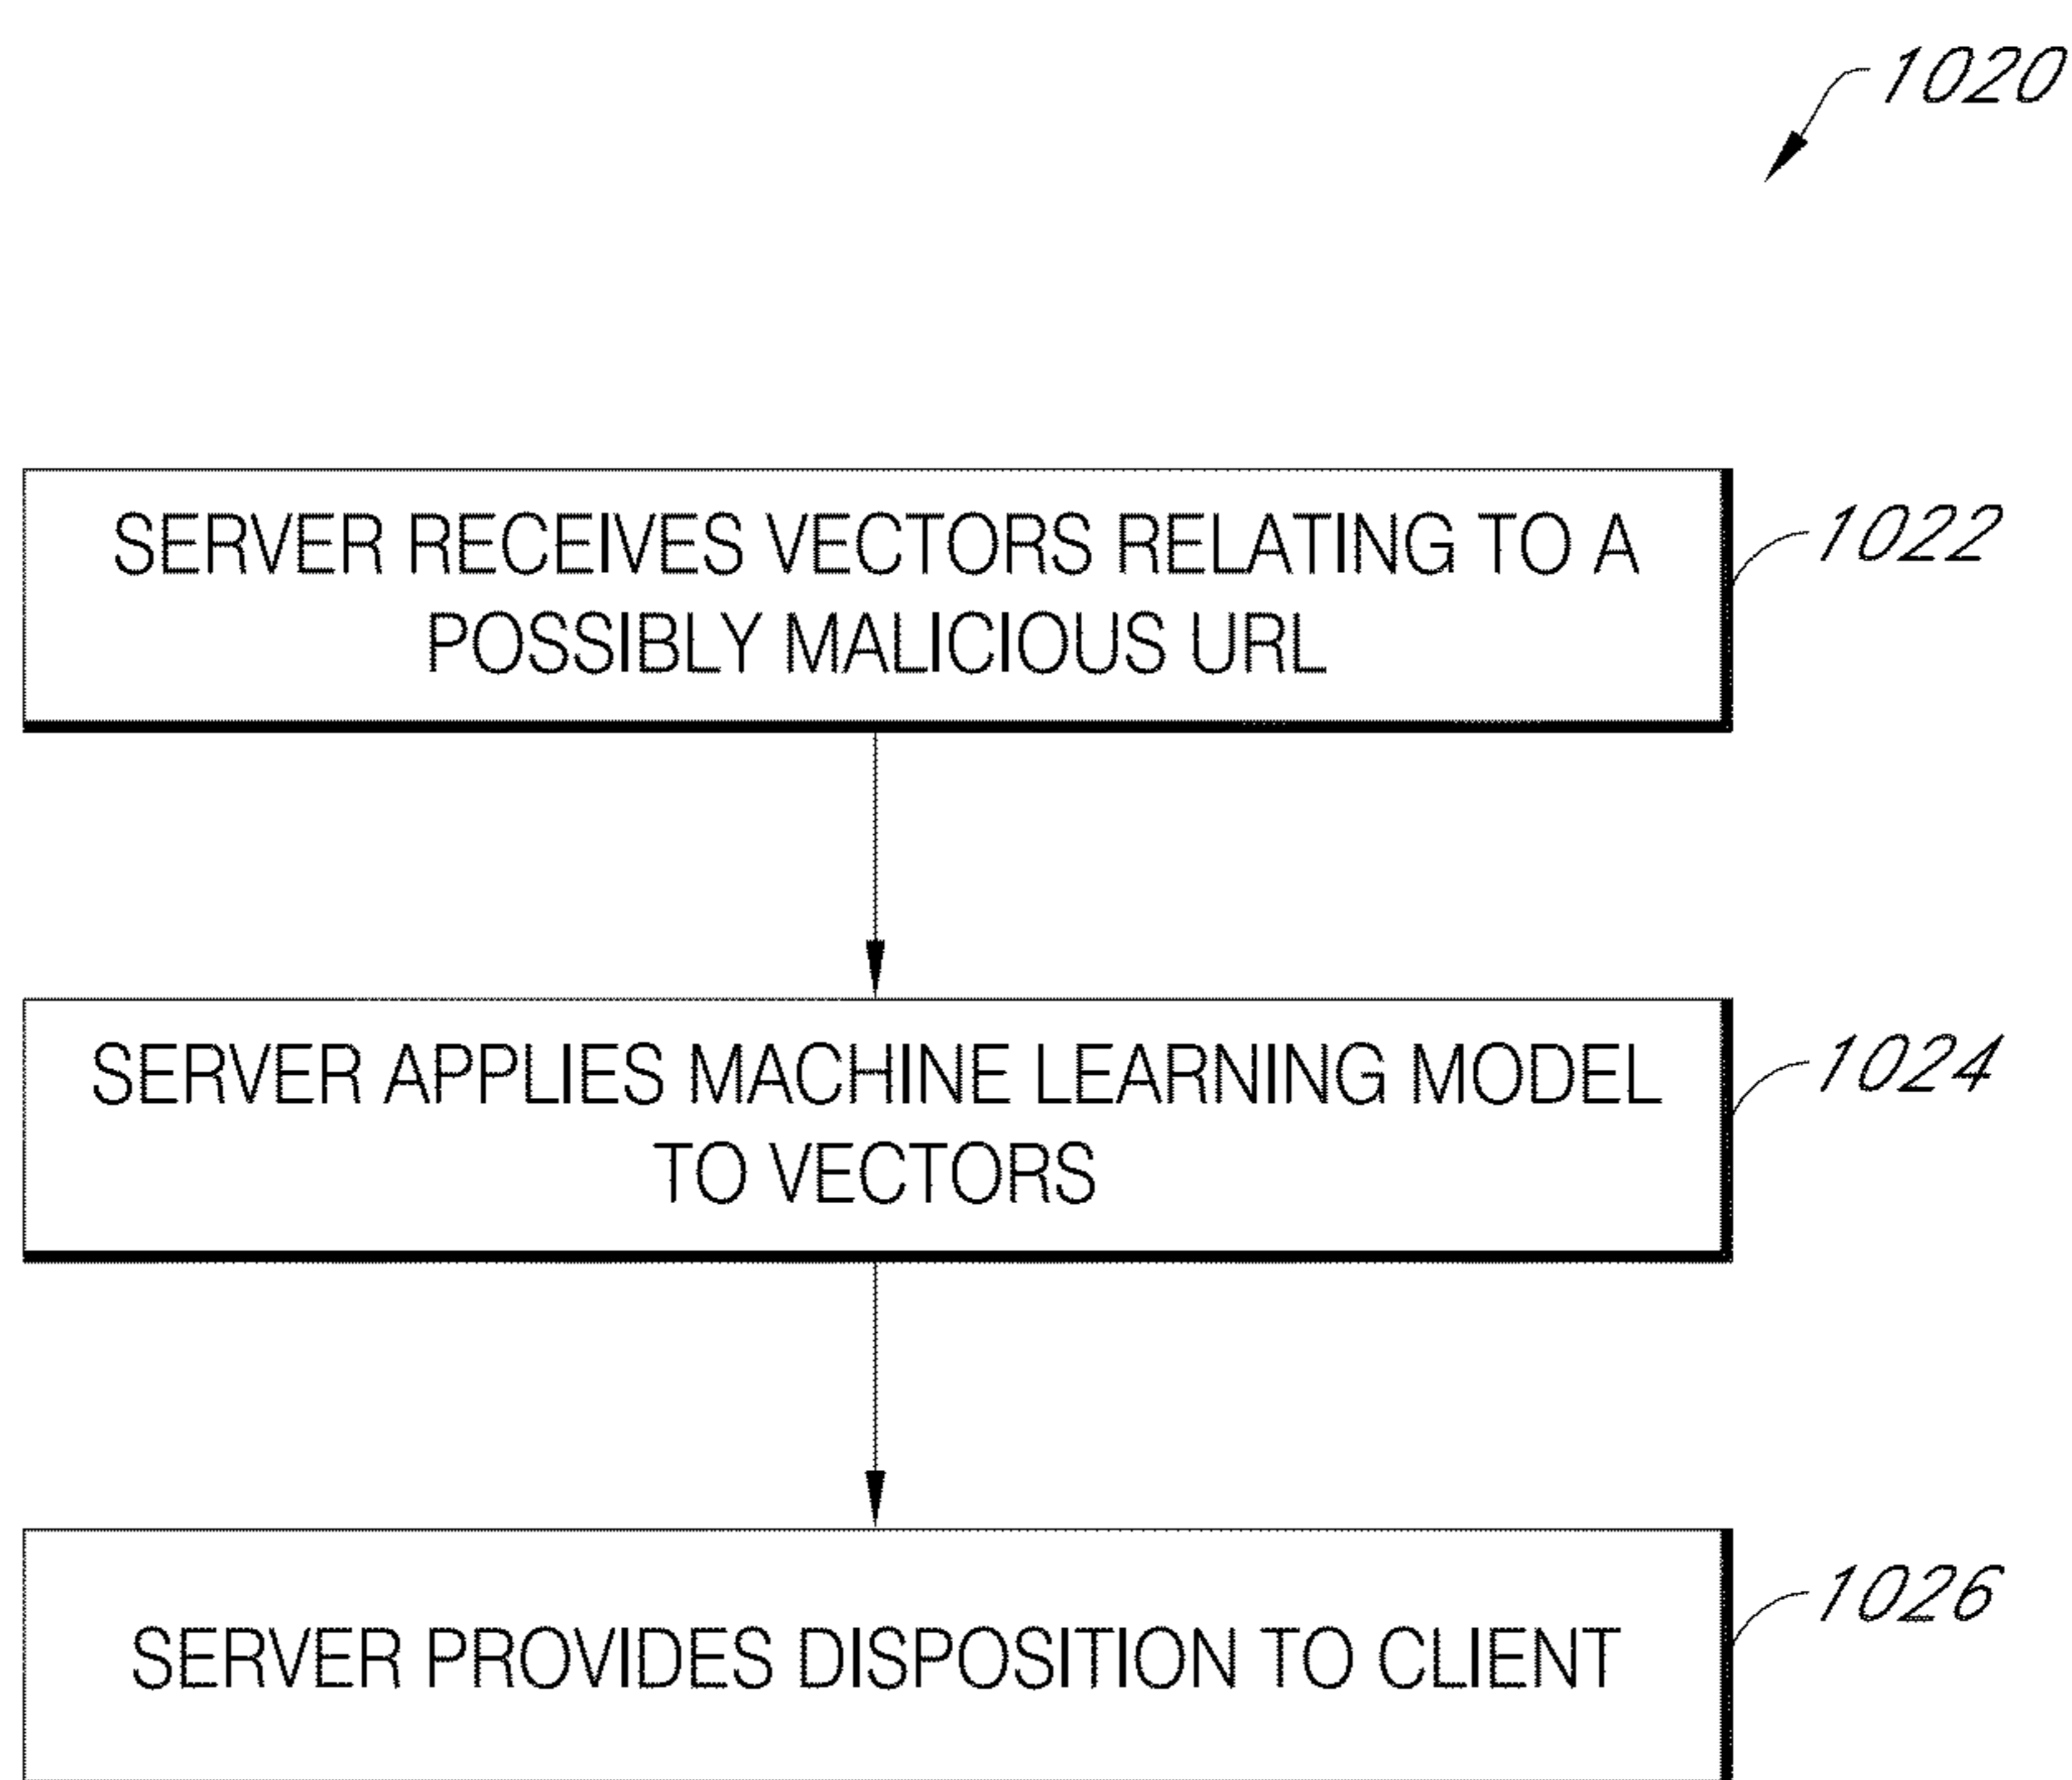 1020
SERVER RECEIVES VECTORS RELATING TO A
POSSIBLY MALICIOUS URL
1022
SERVER APPLIES MACHINE LEARNING MODEL
TO VECTORS
1024
SERVER PROVIDES DISPOSITION TO CLIENT
1026